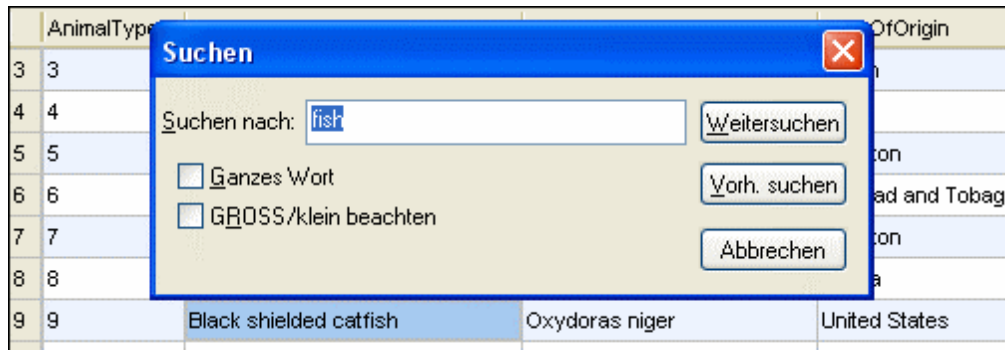 AnimalType OfOrigin
Suchen
3 3
Suchen nach: fish Weitersuchen
4 4
5 5 ton
Ganzes Wort Vorh. suchen
6 6 ad and Tobag
GROSS/klein beachten
7 7 ton
Abbrechen
8 8 a
9 9 Black shielded catfish Oxydoras niger United States